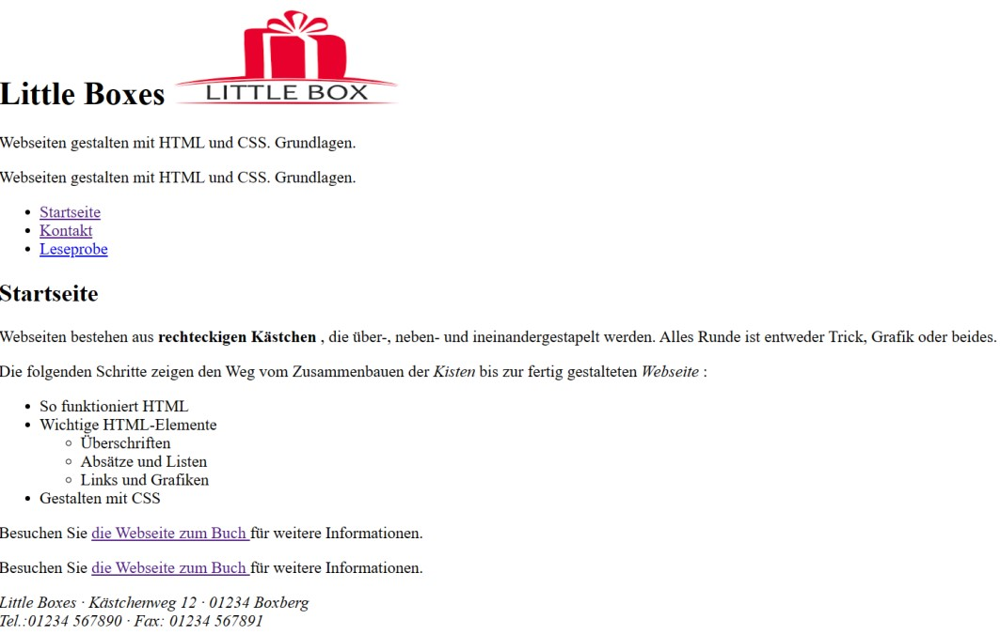 LITTLE BOX
Little Boxes
Webseiten gestalten mit HTML und CSS. Grundlagen.
Webseiten gestalten mit HTML und CSS. Grundlagen.
Startseite
Kontakt
Leseprobe
Startseite
Webseiten bestehen aus rechteckigen Kästchen , die über-, neben- und ineinandergestapelt werden. Alles Runde ist entweder Trick, Grafik oder beides.
Die folgenden Schritte zeigen den Weg vom Zusammenbauen der Kisten bis zur fertig gestalteten Webseite :
So funktioniert HTML
Wichtige HTML-Elemente
Überschriften
Absätze und Listen
Links und Grafiken
Gestalten mit CSS
Besuchen Sie die Webseite zum Buch für weitere Informationen.
Besuchen Sie die Webseite zum Buch für weitere Informationen.
Little Boxes · Kästchenweg 12 · 01234 Boxberg
Tel.:01234 567890 · Fax: 01234 567891